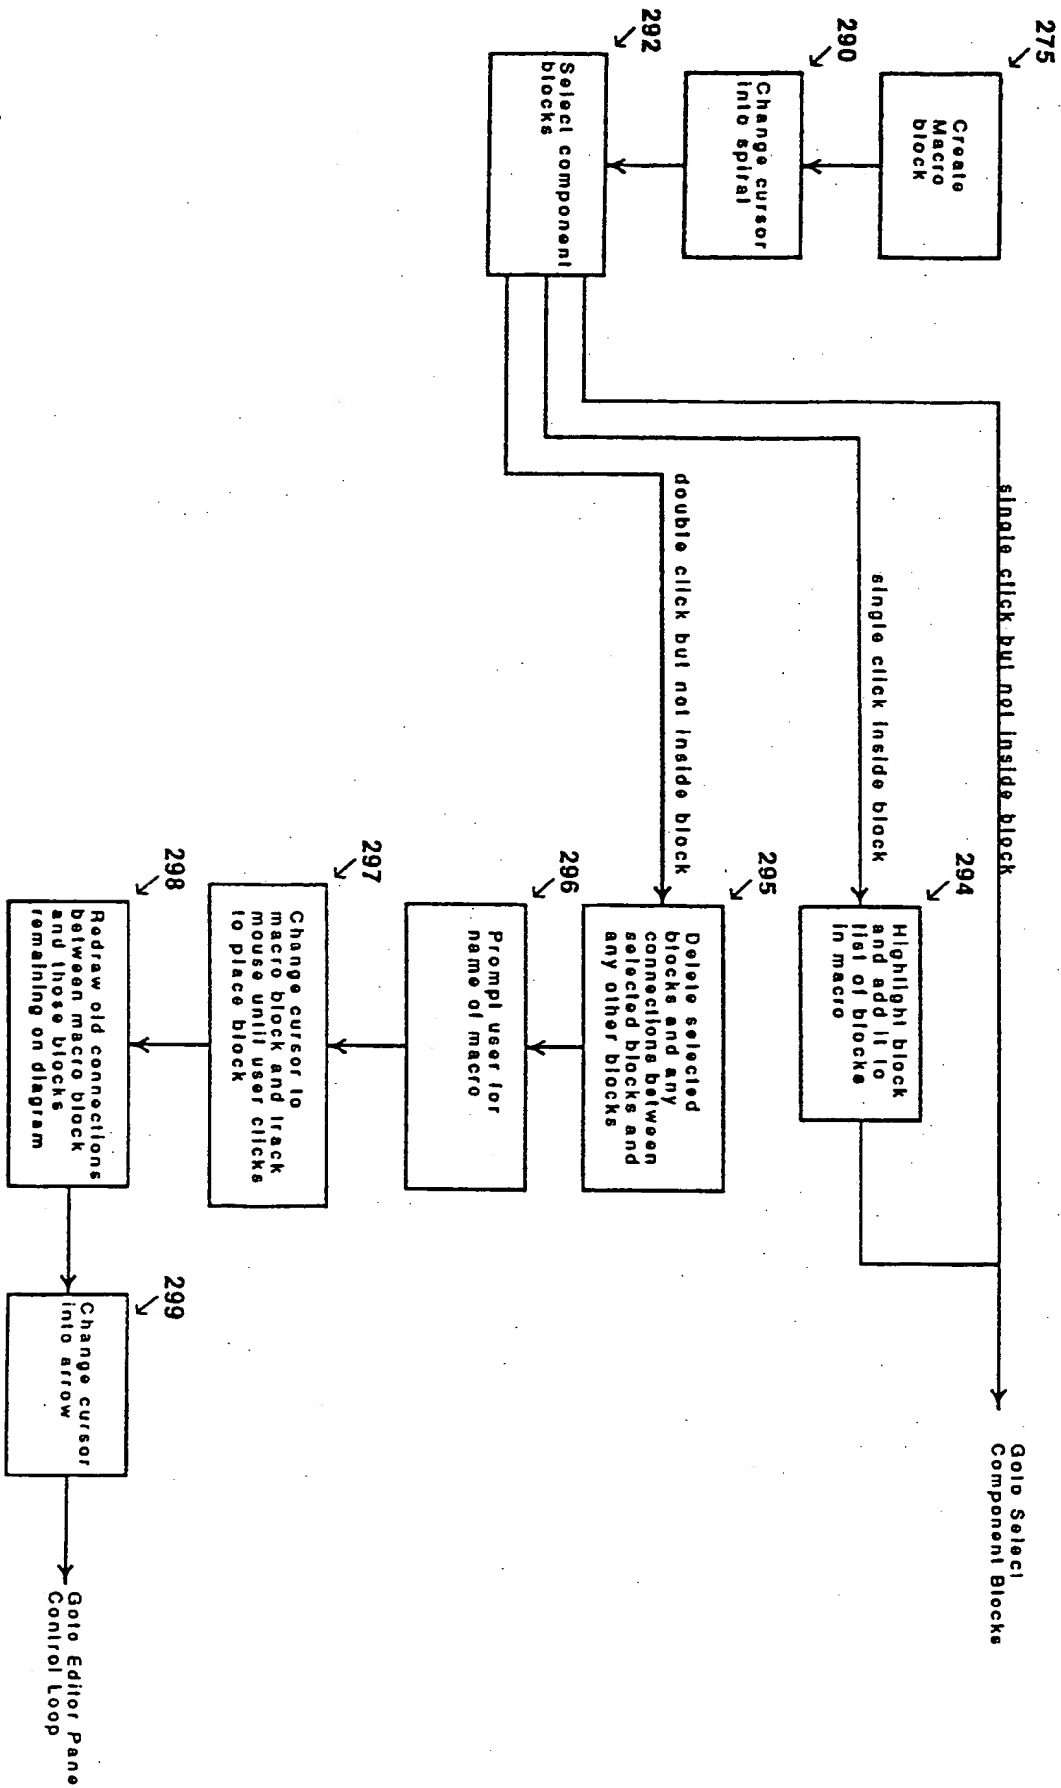 275
Create
Macro
block
290
Change cursor
into spiral
292
Select component
blocks
single click but not inside block
single click inside block
double click but not inside block
294
Highlight block
and add it to
list of blocks
in macro
Goto Select
Component Blocks
295
Delete selected
blocks and any
connections between
selected blocks and
any other blocks
296
Prompt user for
name of macro
297
Change cursor to
macro block and track
mouse until user clicks
to place block
298
Redraw old connections
between macro block
and those blocks
remaining on diagram
299
Change cursor
into arrow
Goto Editor Pane
Control Loop